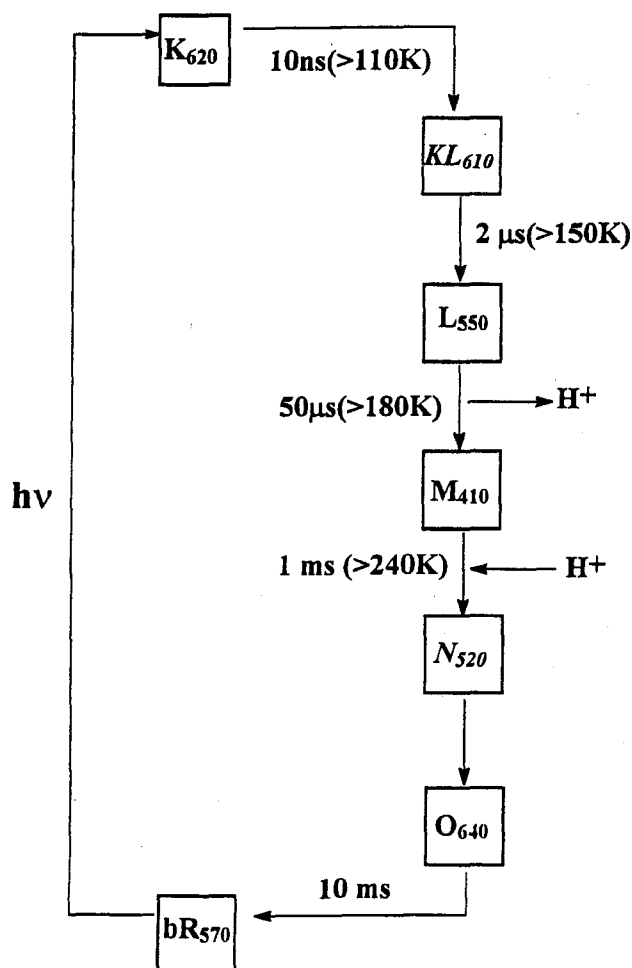 K₆₂₀
10ns(>110K)
KL₆₁₀
2 μs(>150K)
L₅₅₀
50μs(>180K)
H⁺
M₄₁₀
hν
1 ms (>240K)
H⁺
N₅₂₀
O₆₄₀
10 ms
bR₅₇₀